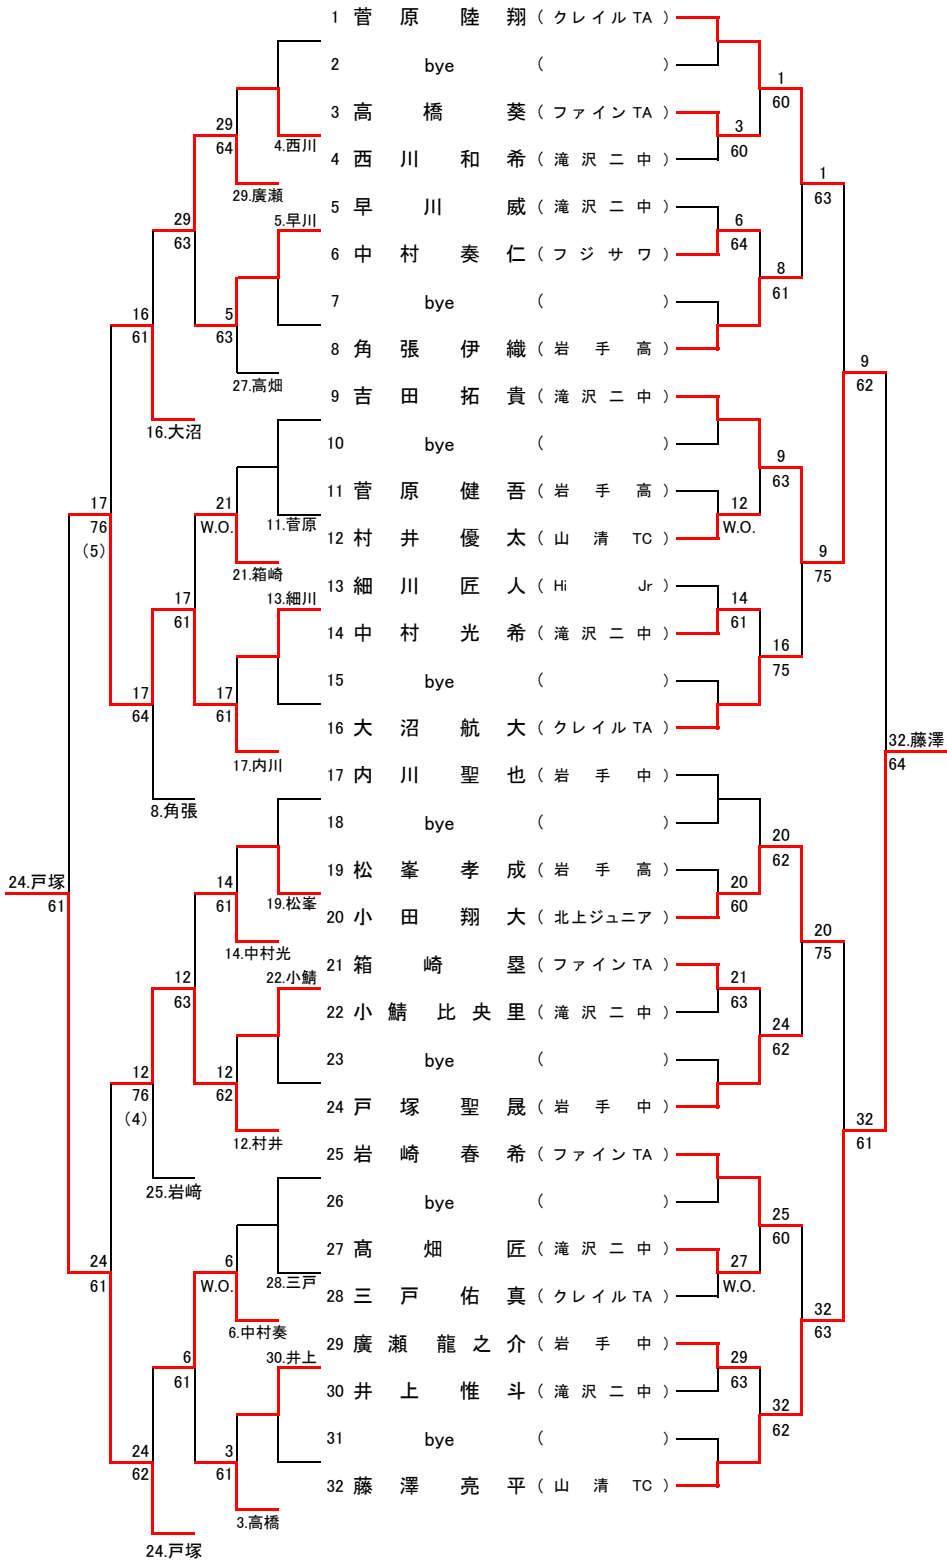 1 菅原陸翔 ( クレイル TA )
2 bye ( )
1
60
3 高橋葵 ( ファイン TA )
3
60
29
64
4.西川
4 西川和希 ( 滝沢二中 )
1
63
29.廣瀬
5 早川威 ( 滝沢二中 )
5.早川
6
64
29
63
6 中村奏仁 ( フジサワ )
8
61
7 bye ( )
5
63
16
61
8 角張伊織 ( 岩手高 )
9
62
27.高畑
9 吉田拓貴 ( 滝沢二中 )
16.大沼
10 bye ( )
9
63
11 菅原健吾 ( 岩手高 )
12
W.O.
17
76
(5)
21
W.O.
11.菅原
12 村井優太 ( 山清 TC )
9
75
21.箱崎
13 細川匠人 ( Hi Jr )
13.細川
14
61
17
61
14 中村光希 ( 滝沢二中 )
16
75
15 bye ( )
17
64
17
61
16 大沼航大 ( クレイル TA )
32.藤澤
64
17.内川
17 内川聖也 ( 岩手中 )
8.角張
18 bye ( )
20
62
19 松峯孝成 ( 岩手高 )
24.戸塚
61
14
61
19.松峯
20
60
20 小田翔大 ( 北上ジュニア )
20
75
14.中村光
21 箱崎塁 ( ファイン TA )
22.小鯖
21
63
12
63
22 小鯖比央里 ( 滝沢二中 )
24
62
23 bye ( )
12
76
(4)
12
62
24 戸塚聖晟 ( 岩手中 )
32
61
12.村井
25 岩崎春希 ( ファイン TA )
25.岩﨑
26 bye ( )
25
60
27 髙畑匠 ( 滝沢二中 )
27
W.O.
24
61
6
W.O.
28.三戸
28 三戸佑真 ( クレイル TA )
32
63
6.中村奏
29 廣瀬龍之介 ( 岩手中 )
30.井上
29
63
6
61
30 井上惟斗 ( 滝沢二中 )
32
62
31 bye ( )
24
62
3
61
32 藤澤亮平 ( 山清 TC )
3.高橋
24.戸塚